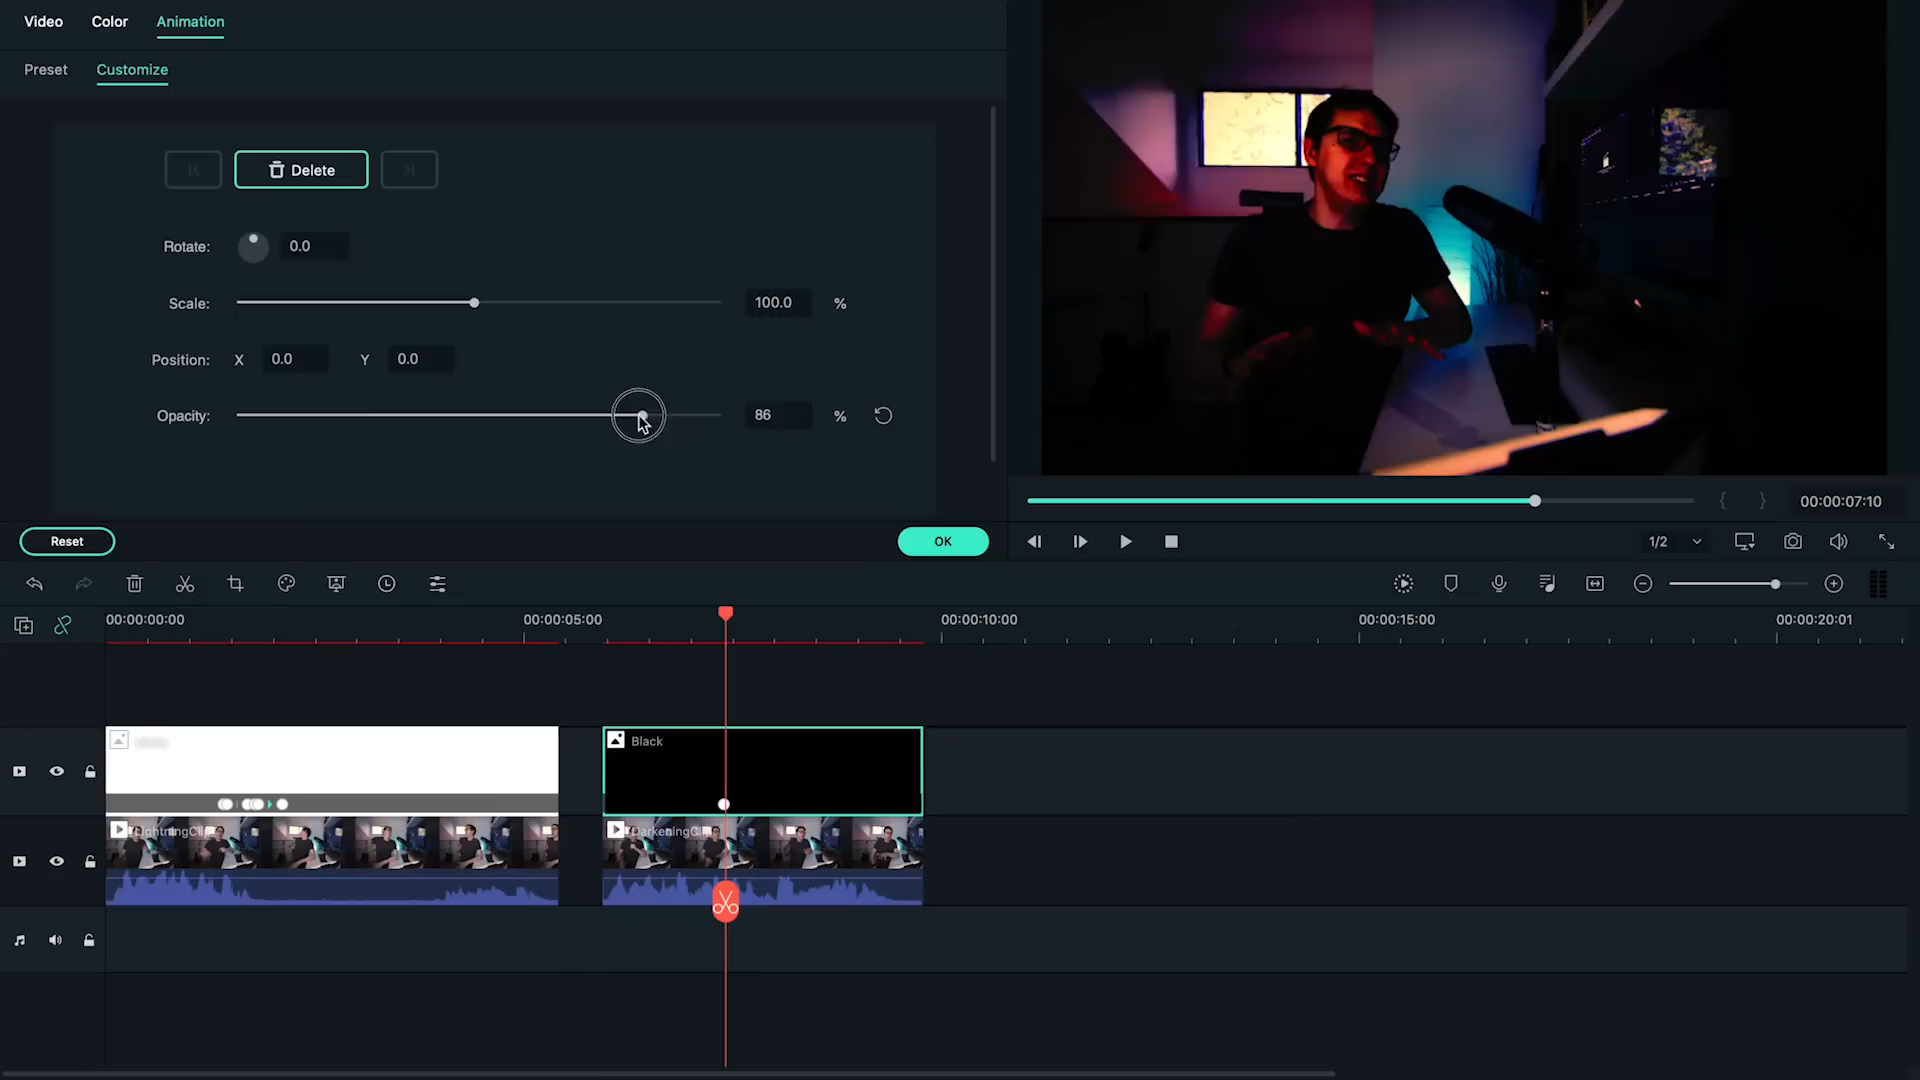 Video Color Animation
Preset Customize
Delete
Rotate: 0.0
Scale: 100.0 %
Position: X 0.0 Y 0.0
Opacity: 86 %
00:00:07:10
Reset OK
1/2
00:00:00:00 00:00:05:00 00:00:10:00 00:00:15:00 00:00:20:01
Black
LightningCli
DarkeningCli